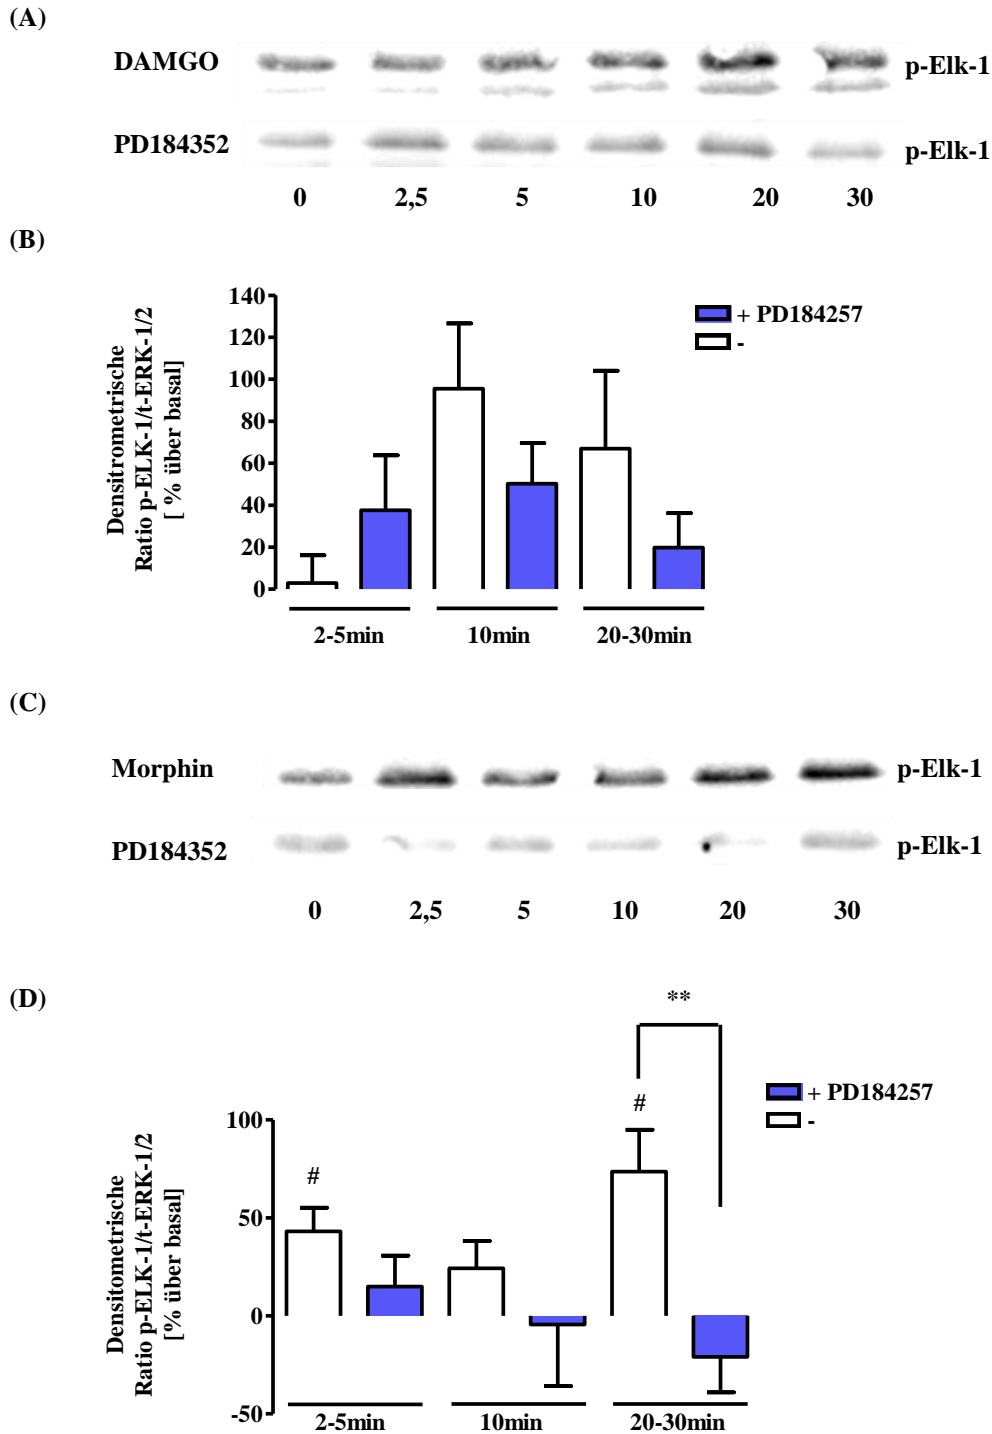 (A)
DAMGO p-Elk-1
PD184352 p-Elk-1
0 2,5 5 10 20 30
(B)
Densitrometrische
Ratio p-ELK-1/t-ERK-1/2
[ % über basal]
140
120
100
80
60
40
20
0
+ PD184257
-
2-5min 10min 20-30min
(C)
Morphin p-Elk-1
PD184352 p-Elk-1
0 2,5 5 10 20 30
(D)
**
Densitometrische
Ratio p-ELK-1/t-ERK-1/2
[% über basal]
100
50
0
-50
#
#
+ PD184257
-
2-5min 10min 20-30min